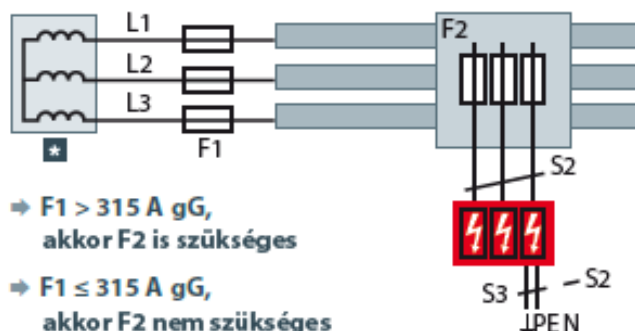 L1
F2
L2
L3
F1
*
S2
⇒ F1 > 315 A gG,
akkor F2 is szükséges
⇒ F1 ≤ 315 A gG,
akkor F2 nem szükséges
S3
S2
PEN